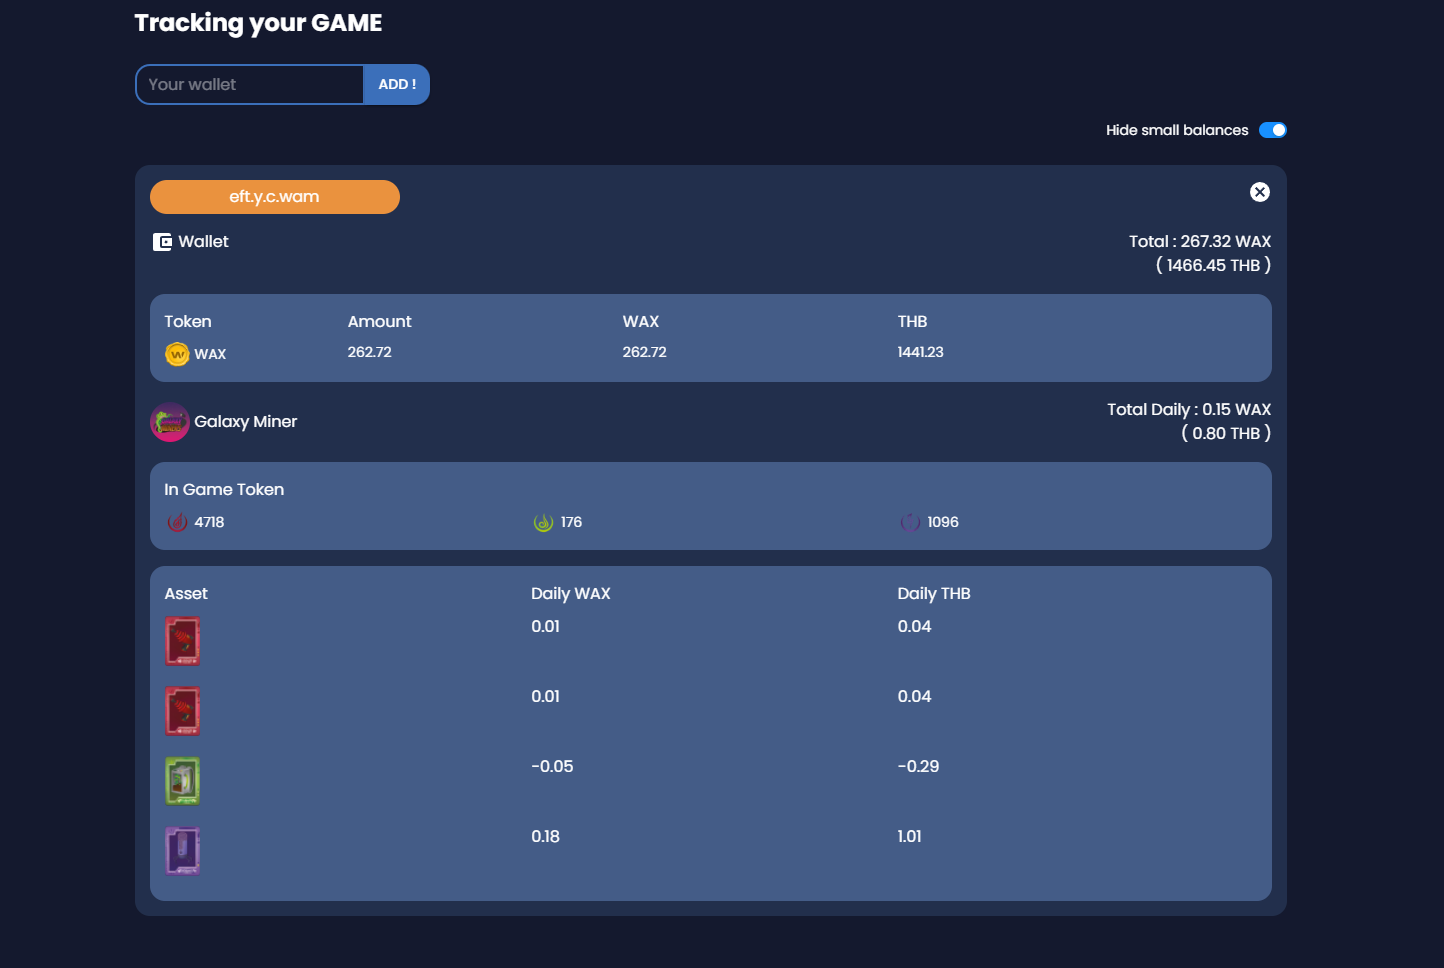 Tracking your GAME
Your wallet
ADD !
Hide small balances
eft.y.c.wam
Wallet
Total : 267.32 WAX
( 1466.45 THB )
Token Amount WAX THB
WAX 262.72 262.72 1441.23
Galaxy Miner
Total Daily : 0.15 WAX
( 0.80 THB )
In Game Token
4718 176 1096
Asset Daily WAX Daily THB
0.01 0.04
0.01 0.04
-0.05 -0.29
0.18 1.01